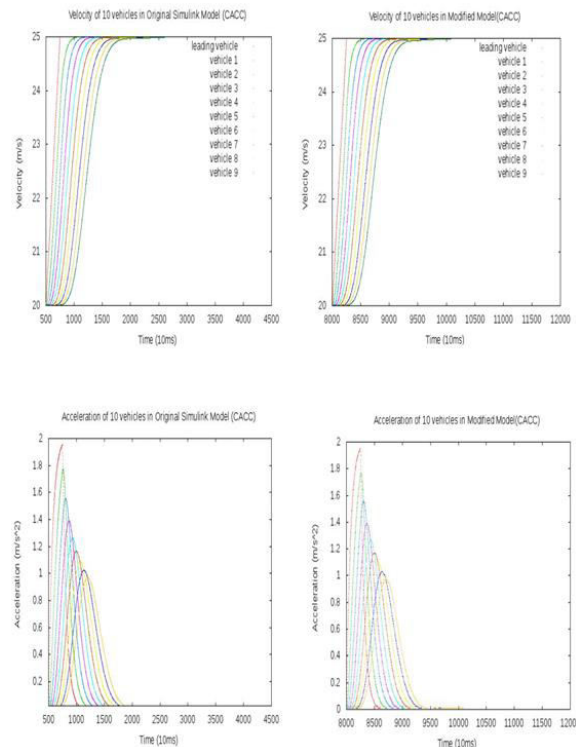 Velocity of 10 vehicles in Original Simulink Model (CACC)
25
24
23
22
21
20
Velocity (m/s)
leading vehicle
vehicle 1
vehicle 2
vehicle 3
vehicle 4
vehicle 5
vehicle 6
vehicle 7
vehicle 8
vehicle 9
500 1000 1500 2000 2500 3000 3500 4000 4500
Time (10ms)
Velocity of 10 vehicles in Modified Model(CACC)
25
24
23
22
21
20
Velocity (m/s)
leading vehicle
vehicle 1
vehicle 2
vehicle 3
vehicle 4
vehicle 5
vehicle 6
vehicle 7
vehicle 8
vehicle 9
8000 8500 9000 9500 10000 10500 11000 11500 12000
Time (10ms)
Acceleration of 10 vehicles in Original Simulink Model (CACC)
2
1.8
1.6
1.4
1.2
1
0.8
0.6
0.4
0.2
Acceleration (m/s^2)
500 1000 1500 2000 2500 3000 3500 4000 4500
Time (10ms)
Acceleration of 10 vehicles in Modified Model(CACC)
2
1.8
1.6
1.4
1.2
1
0.8
0.6
0.4
0.2
0
Acceleration (m/s^2)
8000 8500 9000 9500 10000 10500 11000 11500 12000
Time (10ms)